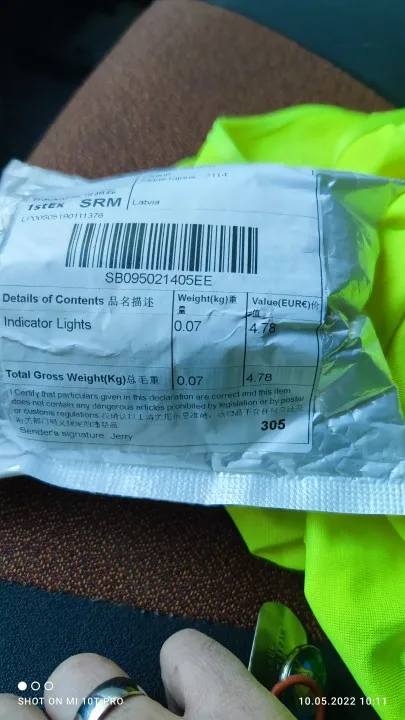 2114
1stEx SRM Latvia
LP00505190111378
SB095021405EE
Details of Contents 品名描述 Weight(kg)重量 Value(EUR€)价值
Indicator Lights 0.07 4.78
Total Gross Weight(Kg)总毛重 0.07 4.78
I Certify that particulars given in this declaration are correct and this item
does not contain any dangerous articles prohibited by legislation or by postal
or customs regulations.
305
Sender's signature: Jerry
SHOT ON MI 10T PRO 10.05.2022 10:11